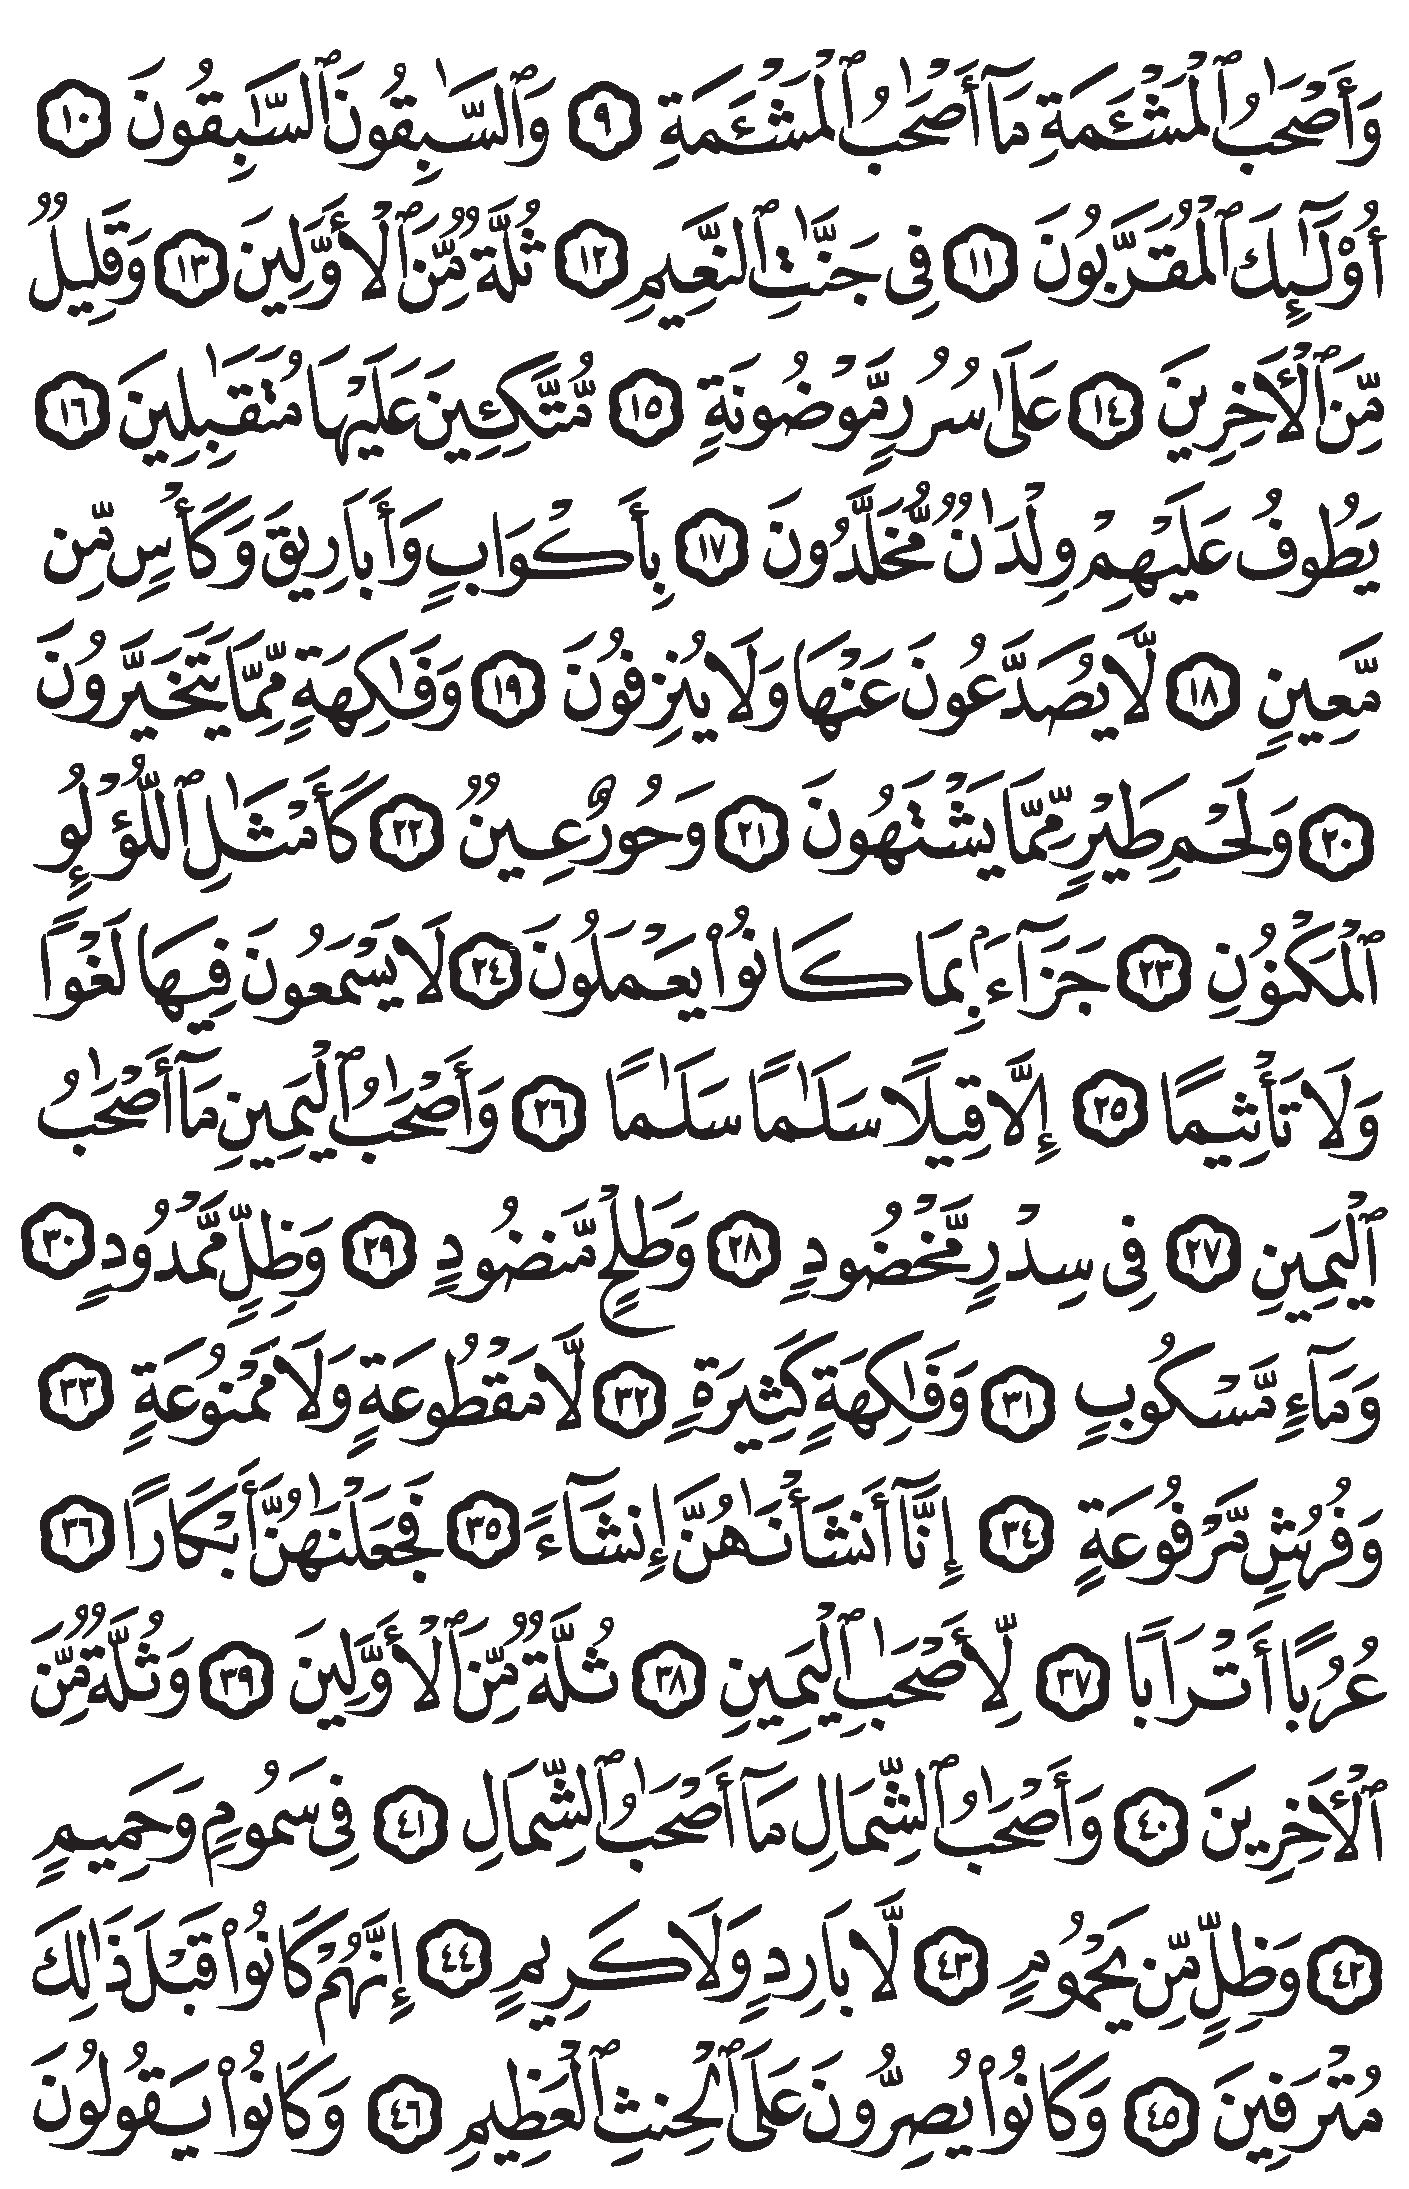 وَأَصْحَٰبُ ٱلْمَشْـَٔمَةِ مَآ أَصْحَٰبُ ٱلْمَشْـَٔمَةِ ٩ وَٱلسَّٰبِقُونَ ٱلسَّٰبِقُونَ ١٠
أُو۟لَٰٓئِكَ ٱلْمُقَرَّبُونَ ١١ فِى جَنَّٰتِ ٱلنَّعِيمِ ١٢ ثُلَّةٌ مِّنَ ٱلْأَوَّلِينَ ١٣ وَقَلِيلٌ
مِّنَ ٱلْءَاخِرِينَ ١٤ عَلَىٰ سُرُرٍ مَّوْضُونَةٍ ١٥ مُّتَّكِـِٔينَ عَلَيْهَا مُتَقَٰبِلِينَ ١٦
يَطُوفُ عَلَيْهِمْ وِلْدَٰنٌ مُّخَلَّدُونَ ١٧ بِأَكْوَابٍ وَأَبَارِيقَ وَكَأْسٍ مِّن
مَّعِينٍ ١٨ لَّا يُصَدَّعُونَ عَنْهَا وَلَا يُنزِفُونَ ١٩ وَفَٰكِهَةٍ مِّمَّا يَتَخَيَّرُونَ
٢٠ وَلَحْمِ طَيْرٍ مِّمَّا يَشْتَهُونَ ٢١ وَحُورٌ عِينٌ ٢٢ كَأَمْثَٰلِ ٱللُّؤْلُؤِ
ٱلْمَكْنُونِ ٢٣ جَزَآءًۢ بِمَا كَانُوا۟ يَعْمَلُونَ ٢٤ لَا يَسْمَعُونَ فِيهَا لَغْوًا
وَلَا تَأْثِيمًا ٢٥ إِلَّا قِيلًا سَلَٰمًا سَلَٰمًا ٢٦ وَأَصْحَٰبُ ٱلْيَمِينِ مَآ أَصْحَٰبُ
ٱلْيَمِينِ ٢٧ فِى سِدْرٍ مَّخْضُودٍ ٢٨ وَطَلْحٍ مَّنضُودٍ ٢٩ وَظِلٍّ مَّمْدُودٍ ٣٠
وَمَآءٍ مَّسْكُوبٍ ٣١ وَفَٰكِهَةٍ كَثِيرَةٍ ٣٢ لَّا مَقْطُوعَةٍ وَلَا مَمْنُوعَةٍ ٣٣
وَفُرُشٍ مَّرْفُوعَةٍ ٣٤ إِنَّآ أَنشَأْنَٰهُنَّ إِنشَآءً ٣٥ فَجَعَلْنَٰهُنَّ أَبْكَارًا ٣٦
عُرُبًا أَتْرَابًا ٣٧ لِّأَصْحَٰبِ ٱلْيَمِينِ ٣٨ ثُلَّةٌ مِّنَ ٱلْأَوَّلِينَ ٣٩ وَثُلَّةٌ مِّنَ
ٱلْءَاخِرِينَ ٤٠ وَأَصْحَٰبُ ٱلشِّمَالِ مَآ أَصْحَٰبُ ٱلشِّمَالِ ٤١ فِى سَمُومٍ وَحَمِيمٍ
٤٢ وَظِلٍّ مِّن يَحْمُومٍ ٤٣ لَّا بَارِدٍ وَلَا كَرِيمٍ ٤٤ إِنَّهُمْ كَانُوا۟ قَبْلَ ذَٰلِكَ
مُتْرَفِينَ ٤٥ وَكَانُوا۟ يُصِرُّونَ عَلَى ٱلْحِنثِ ٱلْعَظِيمِ ٤٦ وَكَانُوا۟ يَقُولُونَ